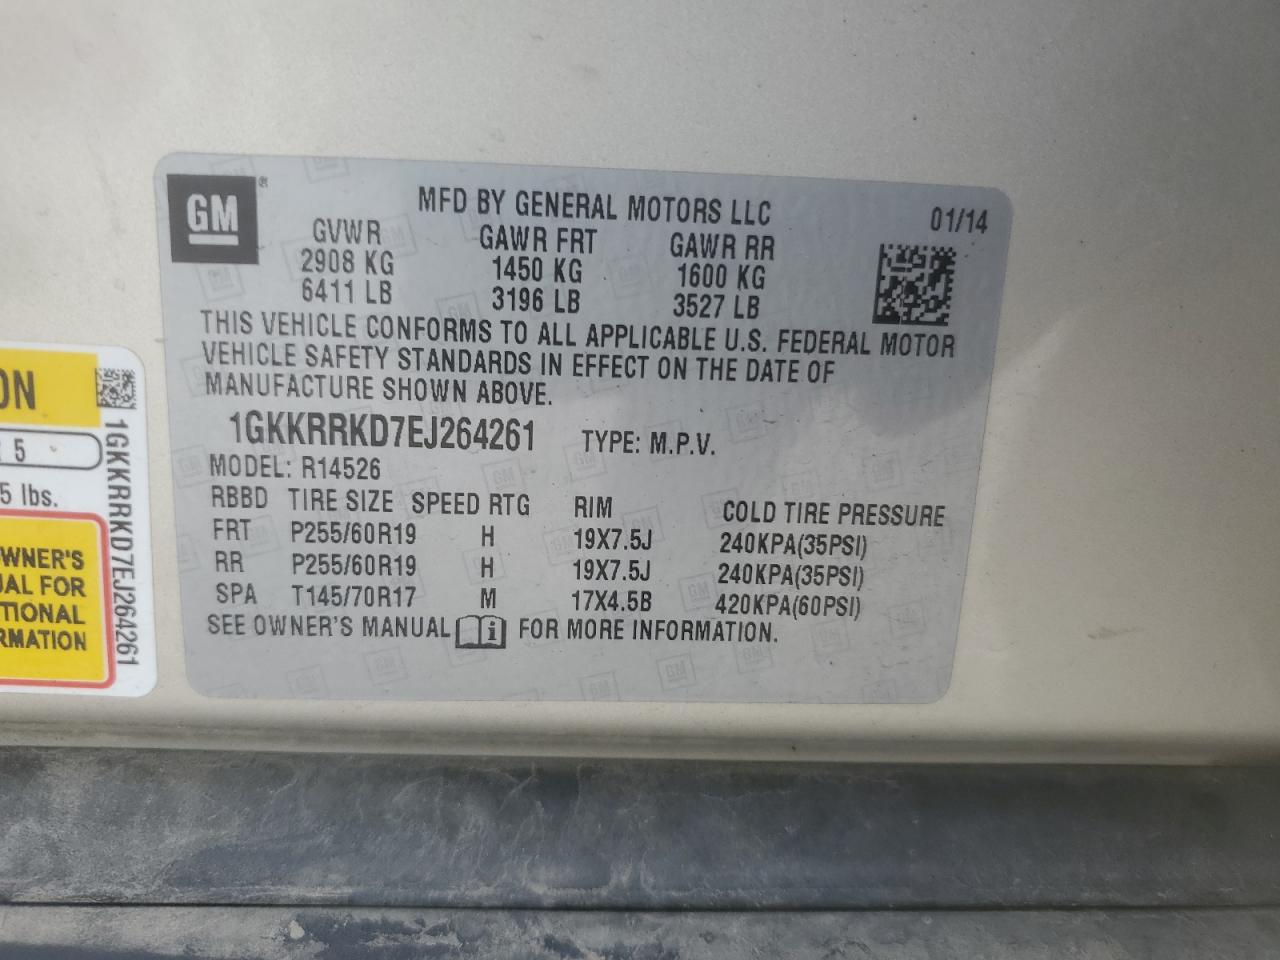 GM ®
MFD BY GENERAL MOTORS LLC
01/14
GVWR GAWR FRT GAWR RR
2908 KG 1450 KG 1600 KG
6411 LB 3196 LB 3527 LB
THIS VEHICLE CONFORMS TO ALL APPLICABLE U.S. FEDERAL MOTOR
VEHICLE SAFETY STANDARDS IN EFFECT ON THE DATE OF
MANUFACTURE SHOWN ABOVE.
1GKKRRKD7EJ264261 TYPE: M.P.V.
MODEL: R14526
RBBD TIRE SIZE SPEED RTG RIM COLD TIRE PRESSURE
FRT P255/60R19 H 19X7.5J 240KPA(35PSI)
RR P255/60R19 H 19X7.5J 240KPA(35PSI)
SPA T145/70R17 M 17X4.5B 420KPA(60PSI)
SEE OWNER'S MANUAL i FOR MORE INFORMATION.
ON
5
5 lbs.
WNER'S
UAL FOR
TIONAL
RMATION
1GKKRRKD7EJ264261